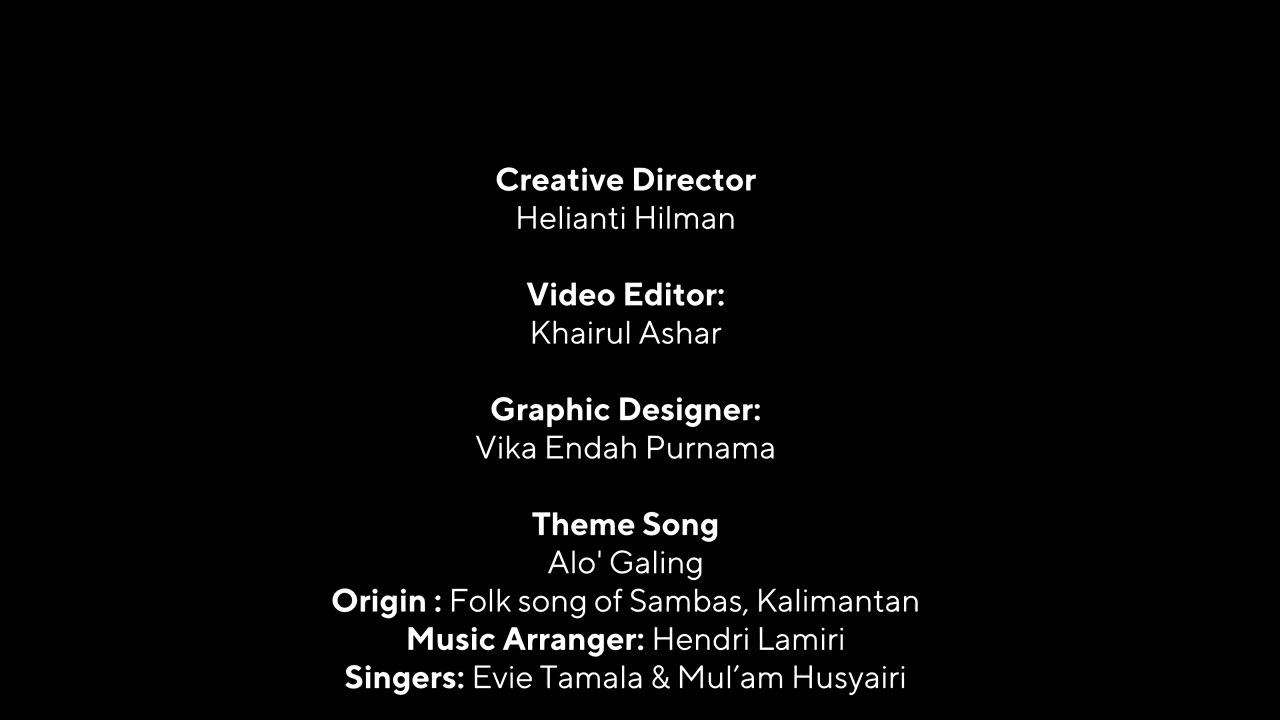 Creative Director
Helianti Hilman
Video Editor:
Khairul Ashar
Graphic Designer:
Vika Endah Purnama
Theme Song
Alo' Galing
Origin : Folk song of Sambas, Kalimantan
Music Arranger: Hendri Lamiri
Singers: Evie Tamala & Mul’am Husyairi